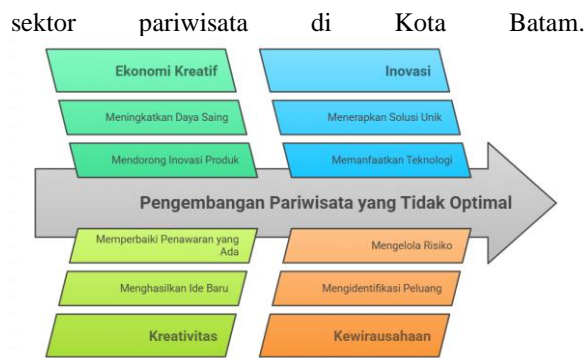 sektor pariwisata di Kota Batam.
Ekonomi Kreatif
Inovasi
Meningkatkan Daya Saing
Menerapkan Solusi Unik
Mendorong Inovasi Produk
Memanfaatkan Teknologi
Pengembangan Pariwisata yang Tidak Optimal
Memperbaiki Penawaran yang
Ada
Mengelola Risiko
Menghasilkan Ide Baru
Mengidentifikasi Peluang
Kreativitas
Kewirausahaan